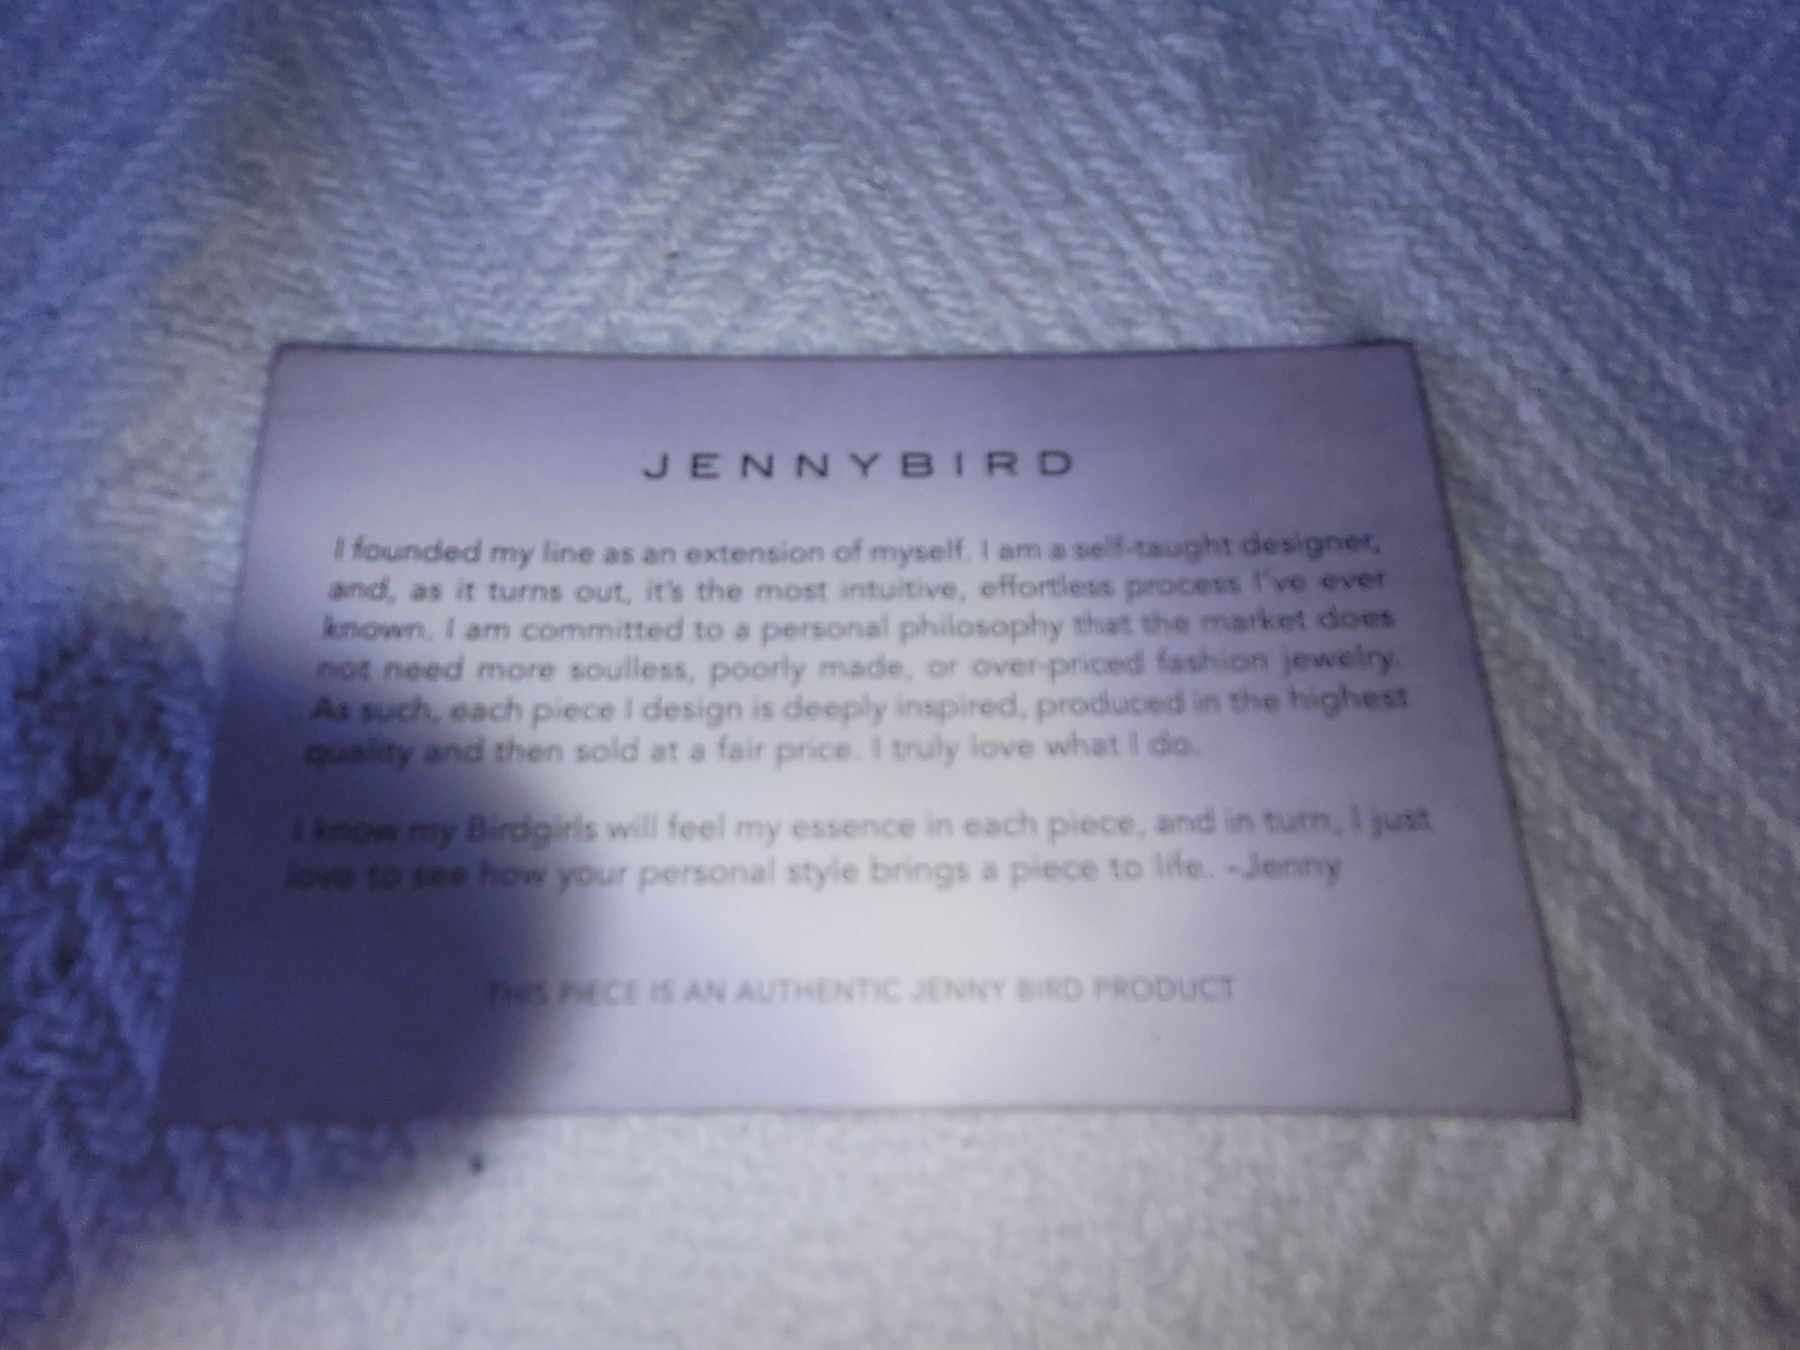 JENNYBIRD
I founded my line as an extension of myself. I am a self-taught designer,
and, as it turns out, it's the most intuitive, effortless process I've ever
known. I am committed to a personal philosophy that the market does
not need more soulless, poorly made, or over-priced fashion jewelry.
As such, each piece I design is deeply inspired, produced in the highest
quality and then sold at a fair price. I truly love what I do.
I know my Birdgirls will feel my essence in each piece, and in turn, I just
love to see how your personal style brings a piece to life. –Jenny
THIS PIECE IS AN AUTHENTIC JENNY BIRD PRODUCT